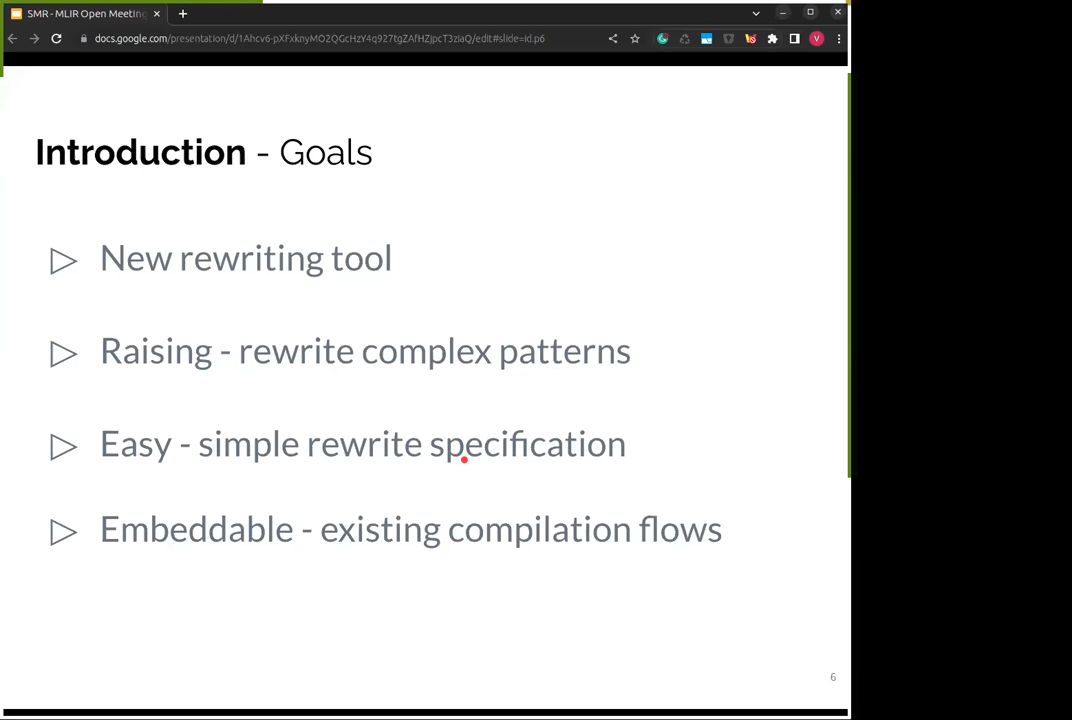 SMR - MLIR Open Meeting
docs.google.com/presentation/d/1Ahcv6-pXFxknyMO2QGcHzY4q927tgZAfHZjpcT3ziaQ/edit#slide=id.p6
V
Introduction - Goals
▷ New rewriting tool
▷ Raising - rewrite complex patterns
▷ Easy - simple rewrite specification
▷ Embeddable - existing compilation flows
6